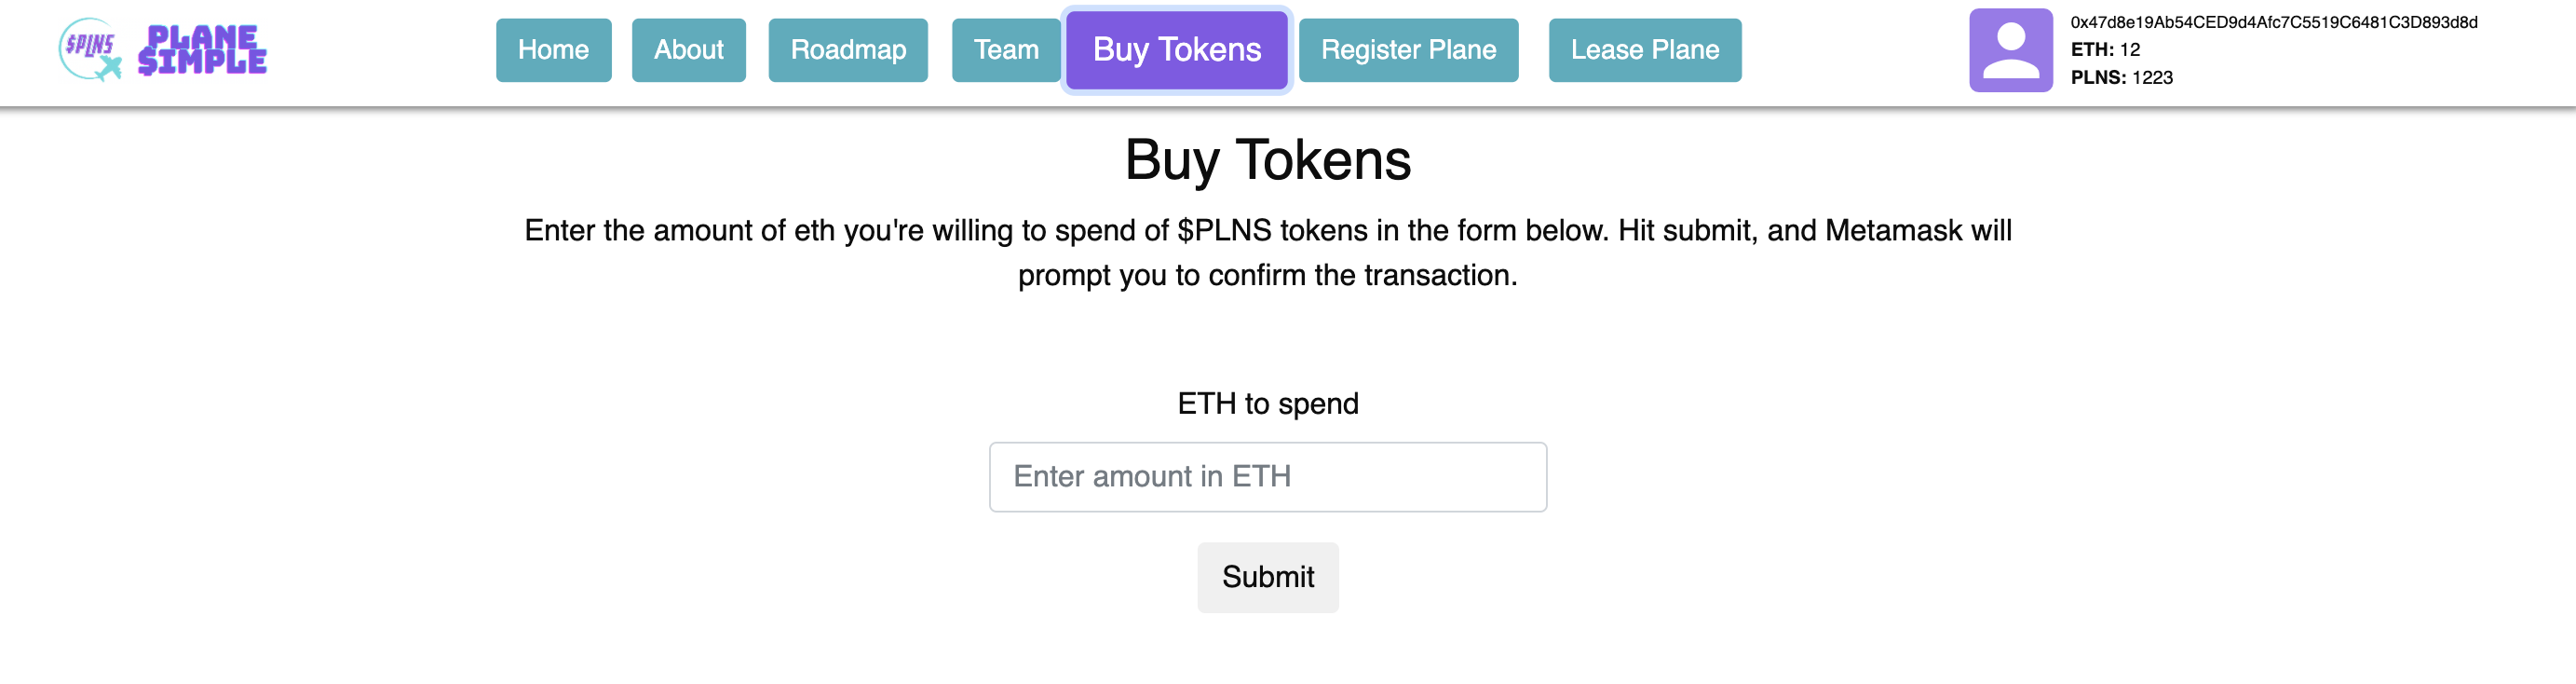 $PLNS
PLANE
$IMPLE
Home
About
Roadmap
Team
Buy Tokens
Register Plane
Lease Plane
0x47d8e19Ab54CED9d4Afc7C5519C6481C3D893d8d
ETH: 12
PLNS: 1223
Buy Tokens
Enter the amount of eth you're willing to spend of $PLNS tokens in the form below. Hit submit, and Metamask will
prompt you to confirm the transaction.
ETH to spend
Enter amount in ETH
Submit